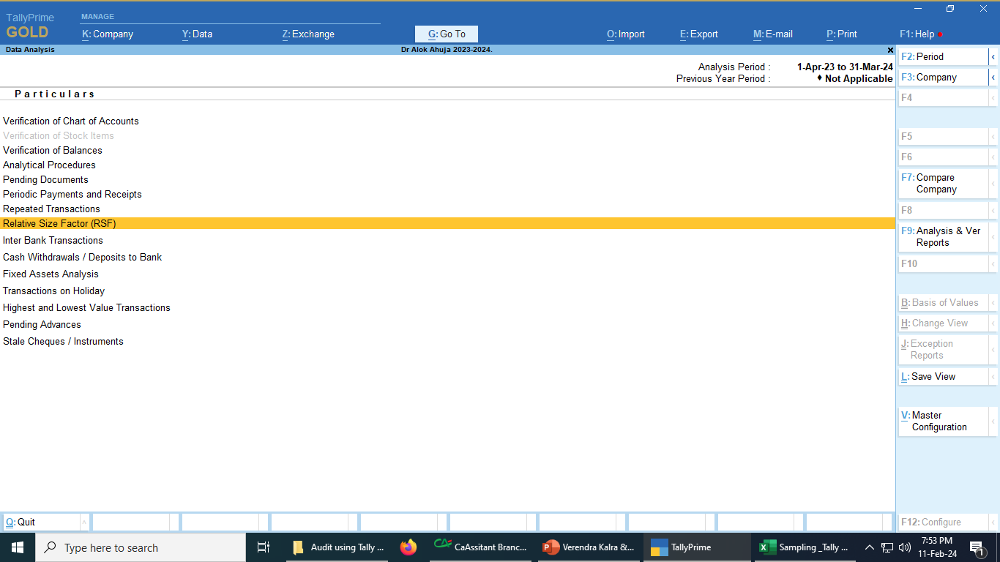 TallyPrime
GOLD
MANAGE
K: Company
Y: Data
Z: Exchange
G: Go To
O: Import
E: Export
M: E-mail
P: Print
F1: Help
Data Analysis
Dr Alok Ahuja 2023-2024.
Analysis Period : 1-Apr-23 to 31-Mar-24
Previous Year Period : ♦ Not Applicable
Particulars
Verification of Chart of Accounts
Verification of Stock Items
Verification of Balances
Analytical Procedures
Pending Documents
Periodic Payments and Receipts
Repeated Transactions
Relative Size Factor (RSF)
Inter Bank Transactions
Cash Withdrawals / Deposits to Bank
Fixed Assets Analysis
Transactions on Holiday
Highest and Lowest Value Transactions
Pending Advances
Stale Cheques / Instruments
F2: Period
F3: Company
F4
F5
F6
F7: Compare
Company
F8
F9: Analysis & Ver
Reports
F10
B: Basis of Values
H: Change View
J: Exception
Reports
L: Save View
V: Master
Configuration
F12: Configure
Q: Quit
Type here to search
Audit using Tally ...
CA CaAssitant Branc...
P Verendra Kalra &...
TallyPrime
X Sampling _Tally ...
7:53 PM
11-Feb-24
1